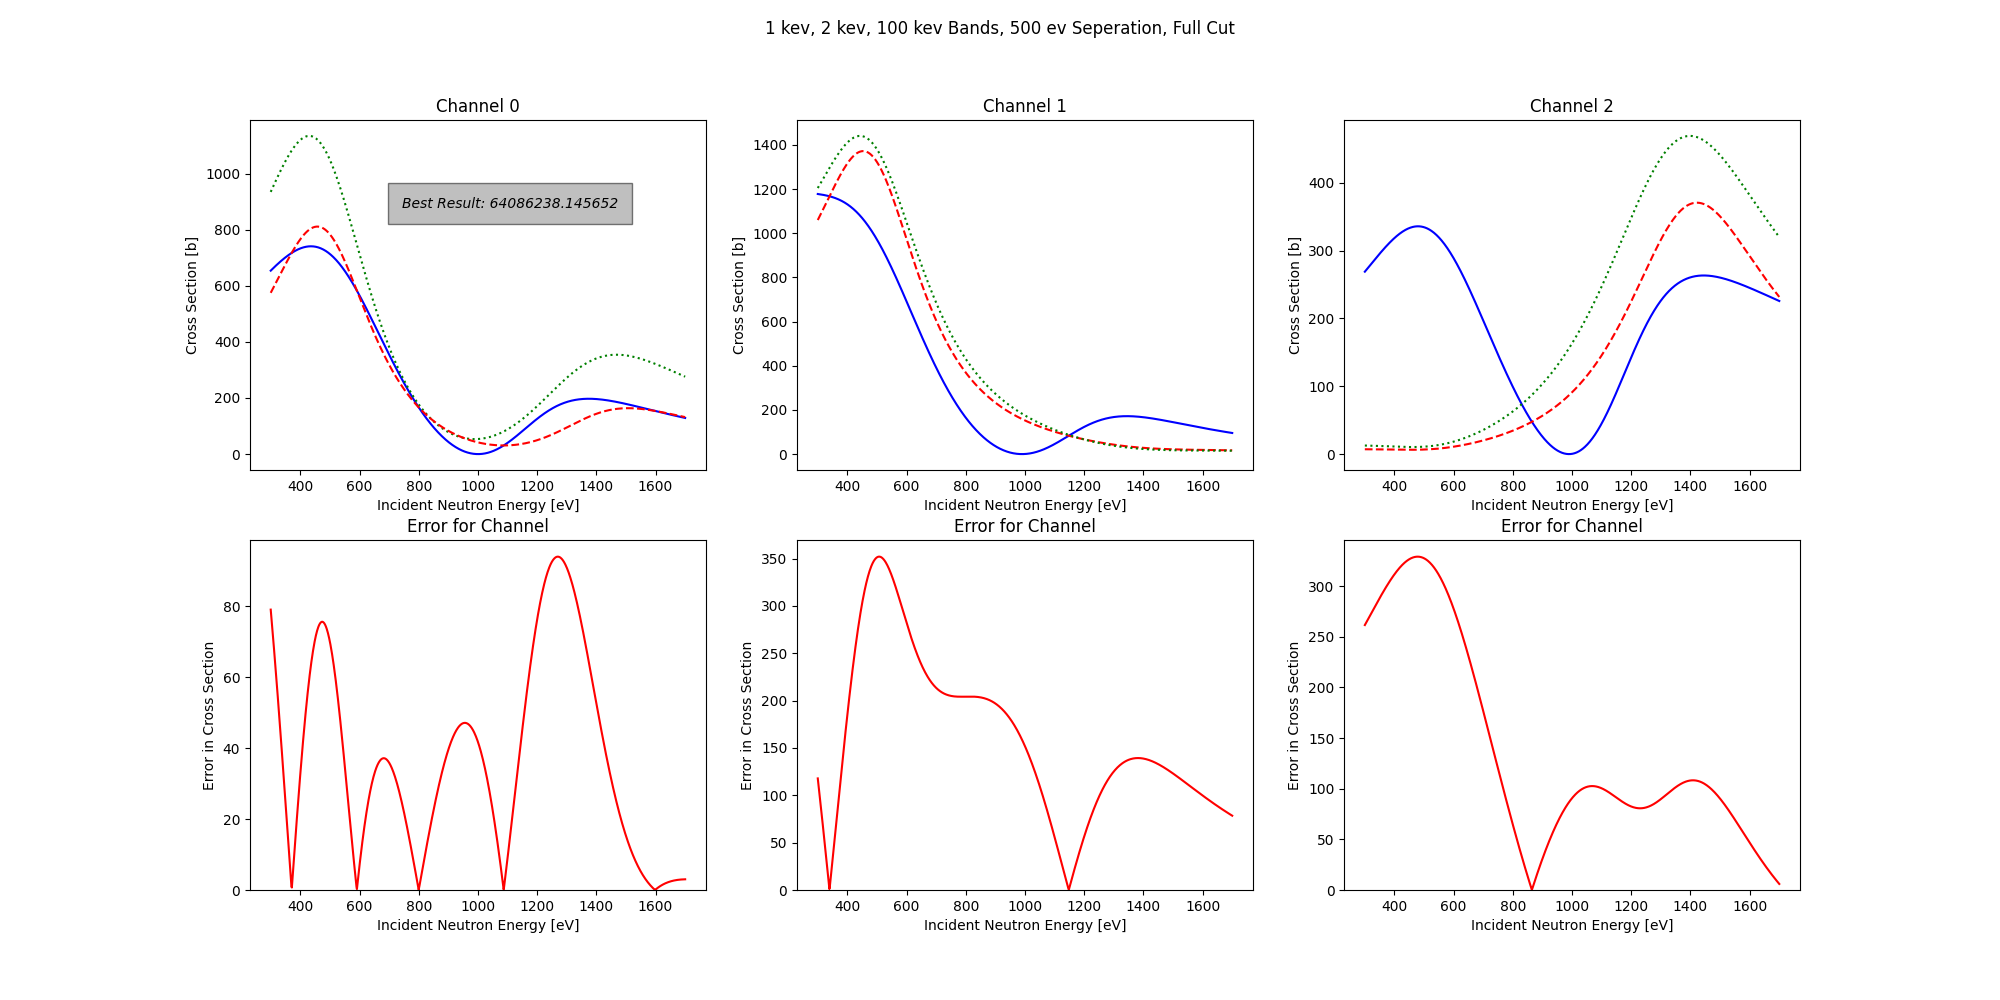 1 kev, 2 kev, 100 kev Bands, 500 ev Seperation, Full Cut
Channel 0
Cross Section [b]
1000
800
600
400
200
0
Best Result: 64086238.145652
400 600 800 1000 1200 1400 1600
Incident Neutron Energy [eV]
Channel 1
Cross Section [b]
1400
1200
1000
800
600
400
200
0
400 600 800 1000 1200 1400 1600
Incident Neutron Energy [eV]
Channel 2
Cross Section [b]
400
300
200
100
0
400 600 800 1000 1200 1400 1600
Incident Neutron Energy [eV]
Error for Channel
Error in Cross Section
80
60
40
20
0
400 600 800 1000 1200 1400 1600
Incident Neutron Energy [eV]
Error for Channel
Error in Cross Section
350
300
250
200
150
100
50
0
400 600 800 1000 1200 1400 1600
Incident Neutron Energy [eV]
Error for Channel
Error in Cross Section
300
250
200
150
100
50
0
400 600 800 1000 1200 1400 1600
Incident Neutron Energy [eV]